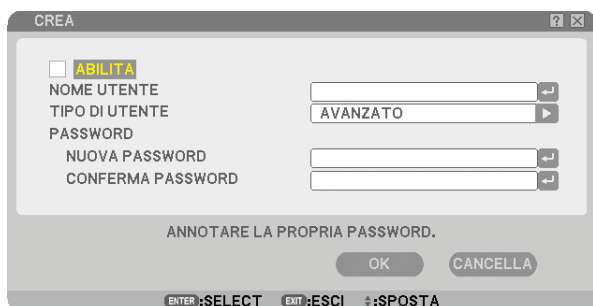 CREA
ABILITA
NOME UTENTE
TIPO DI UTENTE AVANZATO
PASSWORD
NUOVA PASSWORD
CONFERMA PASSWORD
ANNOTARE LA PROPRIA PASSWORD.
OK CANCELLA
ENTER:SELECT EXIT:ESCI :SPOSTA